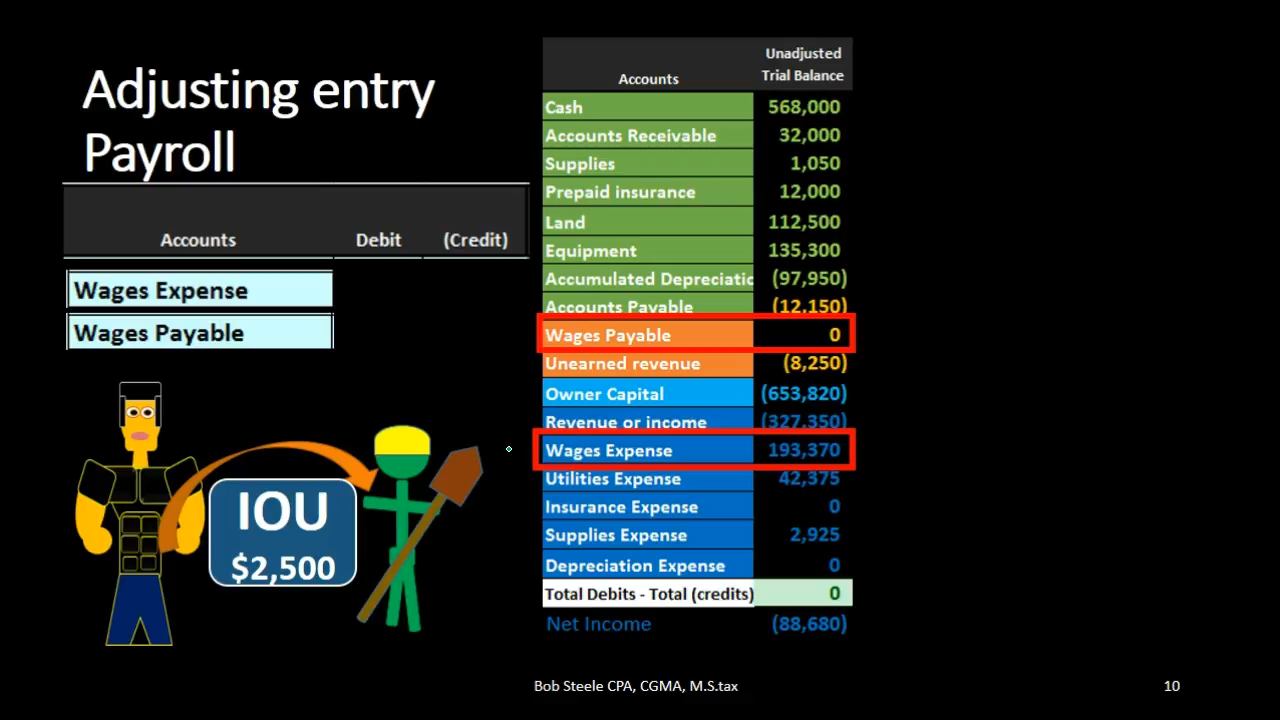 Adjusting entry
Payroll
Accounts Debit (Credit)
Wages Expense
Wages Payable
IOU
$2,500
Unadjusted
Accounts Trial Balance
Cash 568,000
Accounts Receivable 32,000
Supplies 1,050
Prepaid insurance 12,000
Land 112,500
Equipment 135,300
Accumulated Depreciatic (97,950)
Accounts Payable (12,150)
Wages Payable 0
Unearned revenue (8,250)
Owner Capital (653,820)
Revenue or income (327,350)
Wages Expense 193,370
Utilities Expense 42,375
Insurance Expense 0
Supplies Expense 2,925
Depreciation Expense 0
Total Debits - Total (credits) 0
Net Income (88,680)
Bob Steele CPA, CGMA, M.S.tax
10